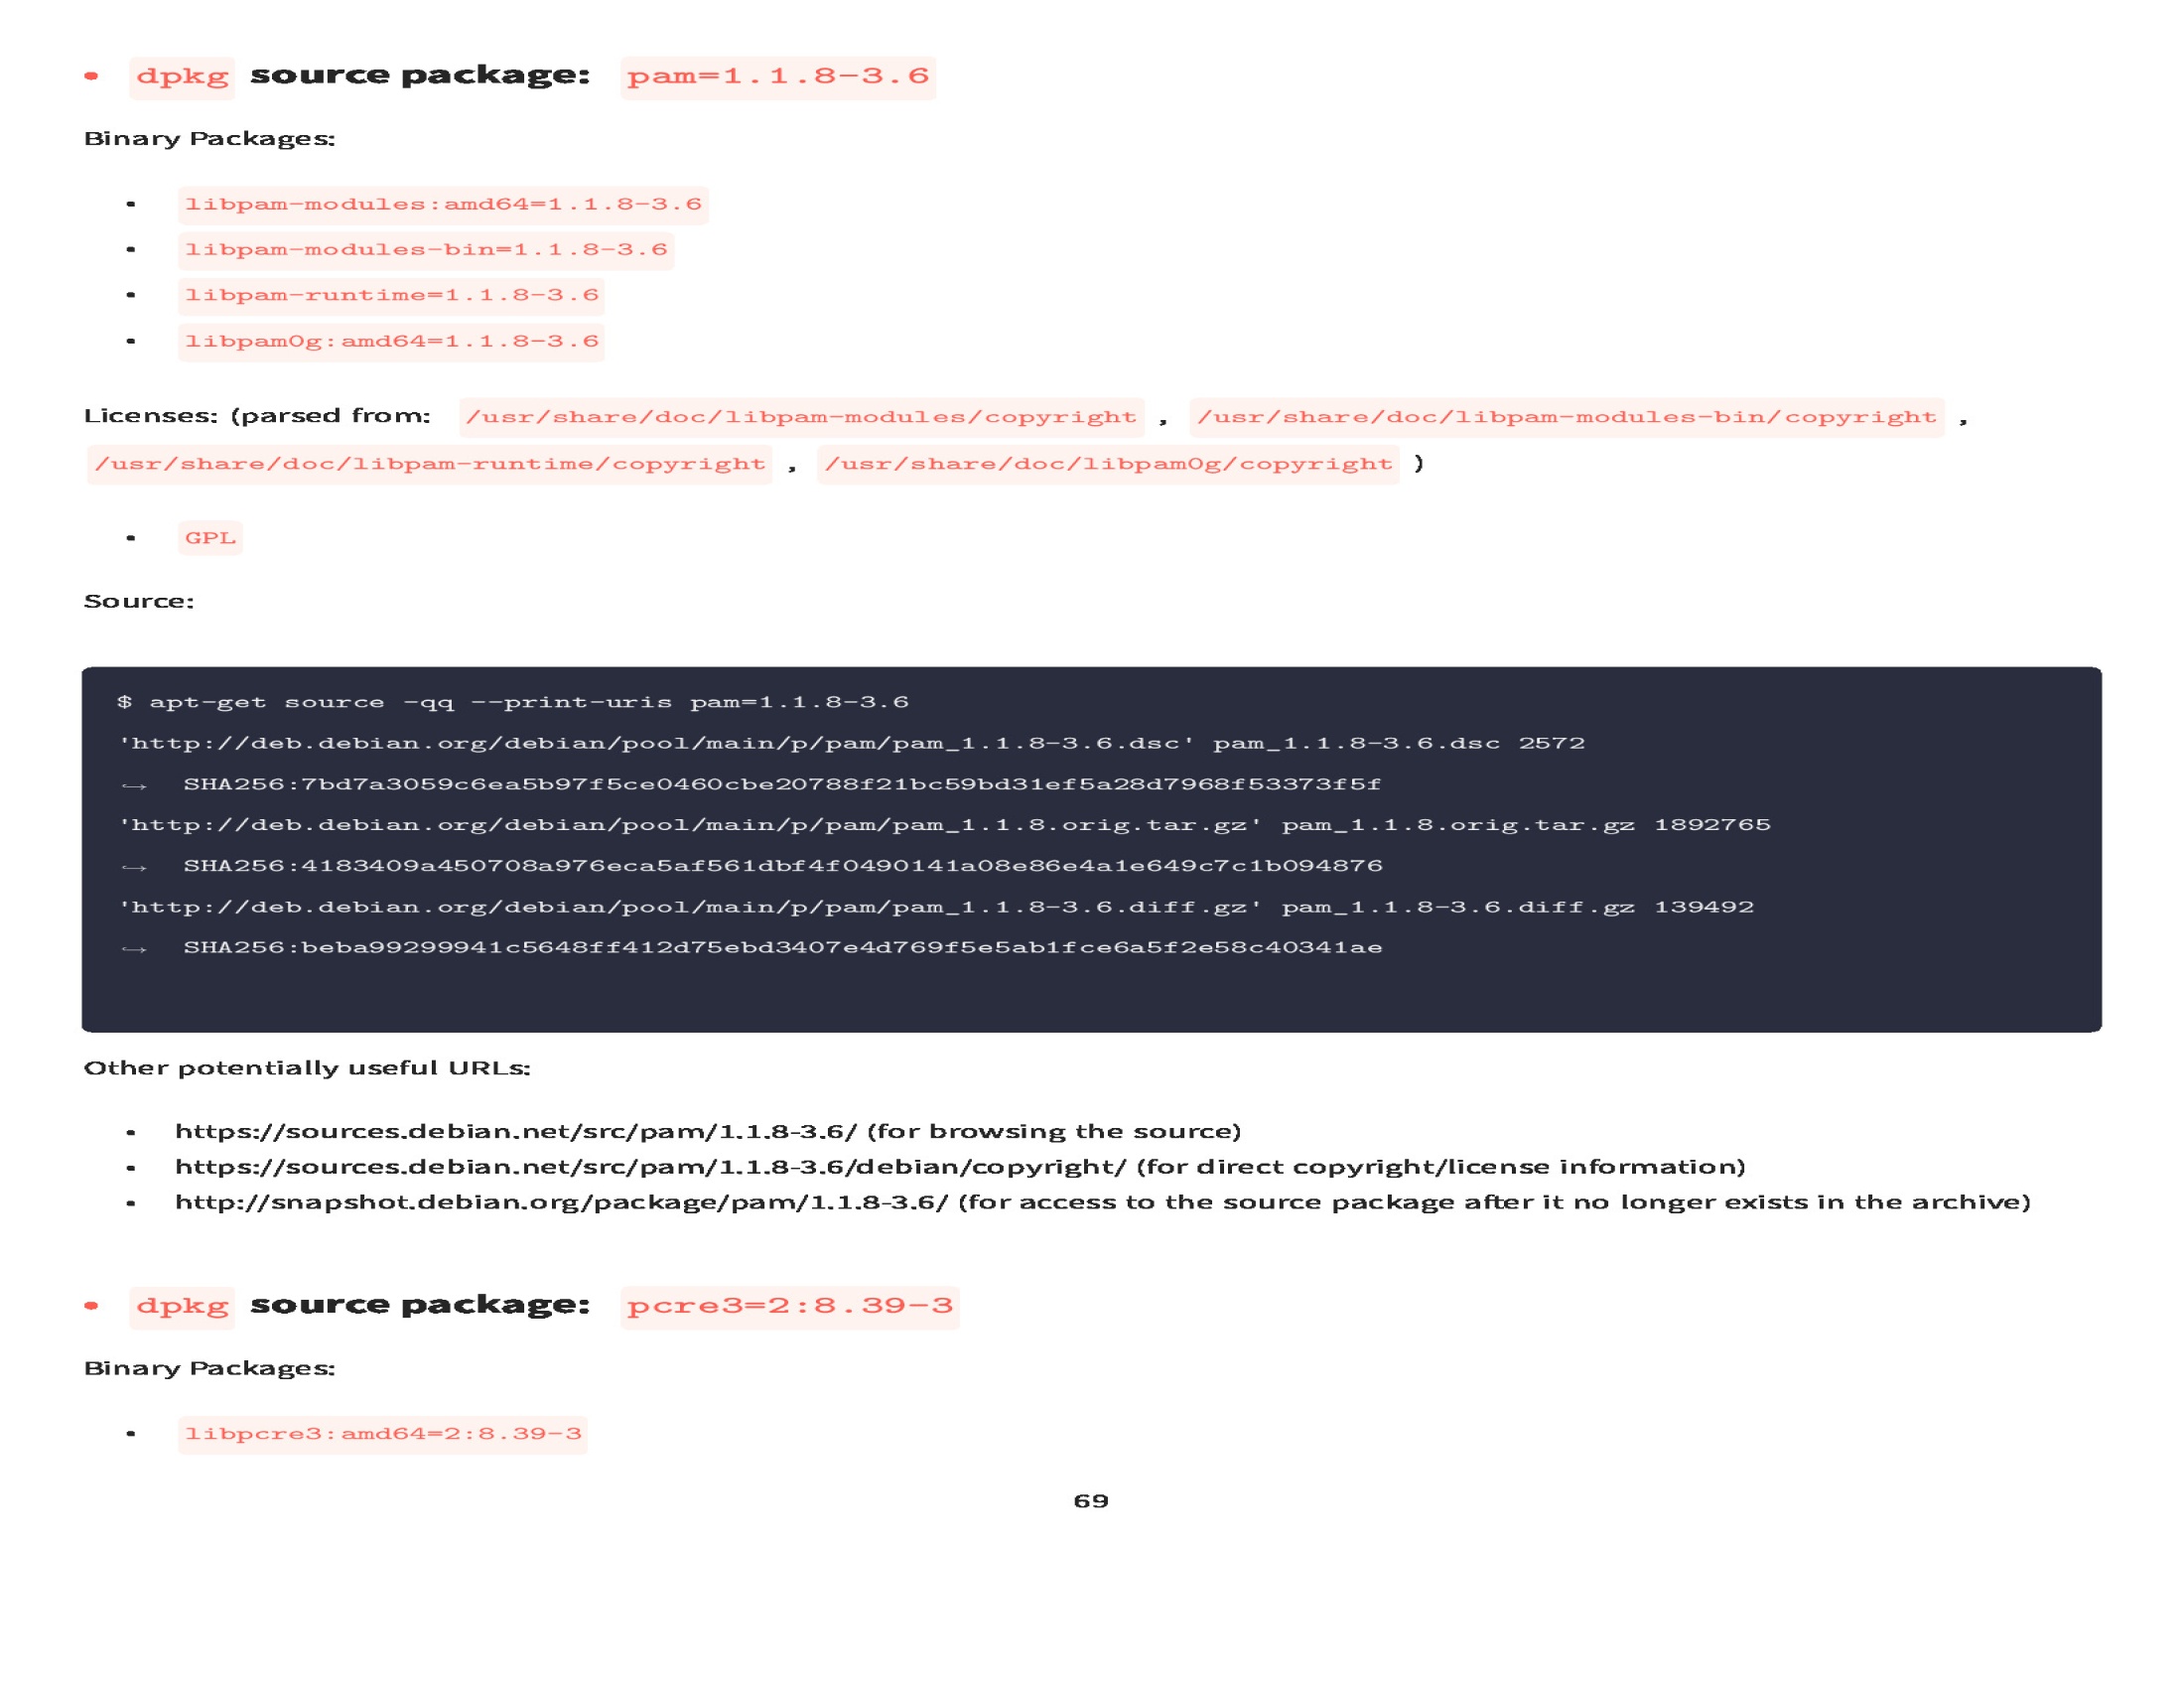 • dpkg source package: pam=1.1.8-3.6
Binary Packages:
• libpam-modules:amd64=1.1.8-3.6
• libpam-modules-bin=1.1.8-3.6
• libpam-runtime=1.1.8-3.6
• libpam0g:amd64=1.1.8-3.6
Licenses: (parsed from: /usr/share/doc/libpam-modules/copyright , /usr/share/doc/libpam-modules-bin/copyright ,
/usr/share/doc/libpam-runtime/copyright , /usr/share/doc/libpam0g/copyright )
• GPL
Source:
$ apt-get source -qq --print-uris pam=1.1.8-3.6
'http://deb.debian.org/debian/pool/main/p/pam/pam_1.1.8-3.6.dsc' pam_1.1.8-3.6.dsc 2572
↪ SHA256:7bd7a3059c6ea5b97f5ce0460cbe20788f21bc59bd31ef5a28d7968f53373f5f
'http://deb.debian.org/debian/pool/main/p/pam/pam_1.1.8.orig.tar.gz' pam_1.1.8.orig.tar.gz 1892765
↪ SHA256:4183409a450708a976eca5af561dbf4f0490141a08e86e4a1e649c7c1b094876
'http://deb.debian.org/debian/pool/main/p/pam/pam_1.1.8-3.6.diff.gz' pam_1.1.8-3.6.diff.gz 139492
↪ SHA256:beba99299941c5648ff412d75ebd3407e4d769f5e5ab1fce6a5f2e58c40341ae
Other potentially useful URLs:
• https://sources.debian.net/src/pam/1.1.8-3.6/ (for browsing the source)
• https://sources.debian.net/src/pam/1.1.8-3.6/debian/copyright/ (for direct copyright/license information)
• http://snapshot.debian.org/package/pam/1.1.8-3.6/ (for access to the source package after it no longer exists in the archive)
• dpkg source package: pcre3=2:8.39-3
Binary Packages:
• libpcre3:amd64=2:8.39-3
69